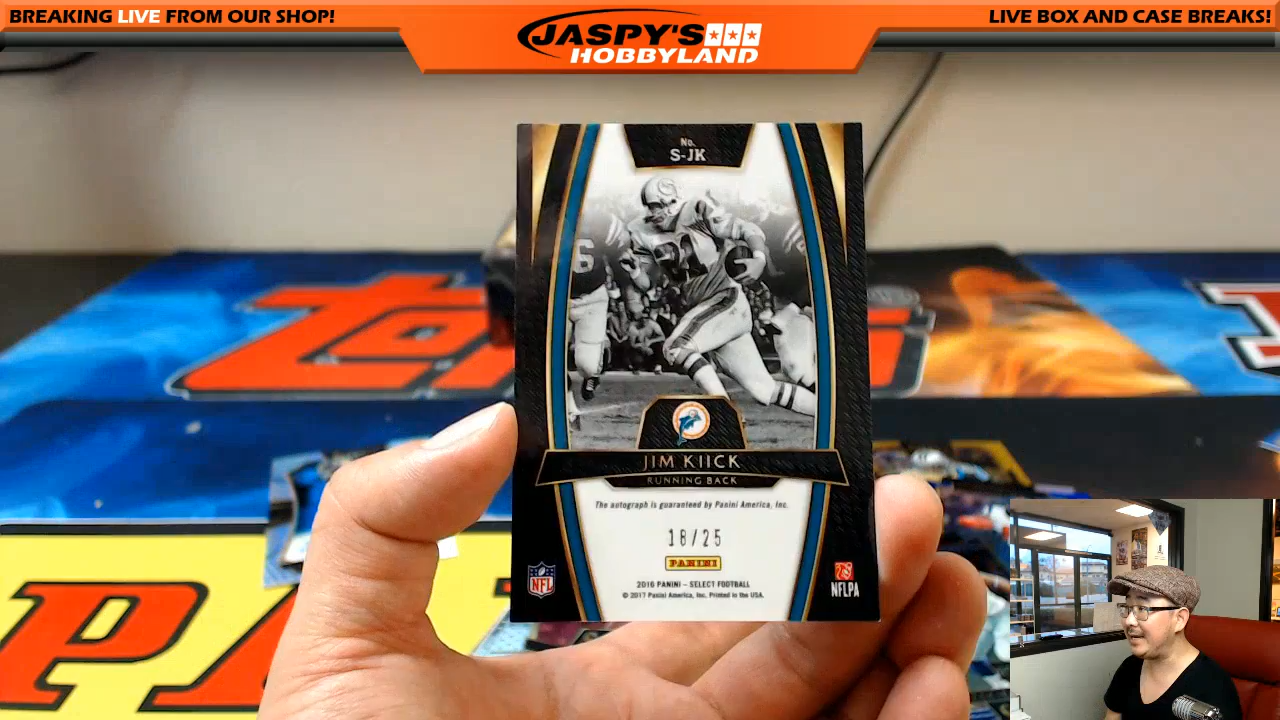 BREAKING LIVE FROM OUR SHOP!
JASPY'S
HOBBYLAND
LIVE BOX AND CASE BREAKS!
No.
S-JK
6
21
JIM KIICK
RUNNING BACK
The autograph is guaranteed by Panini America, Inc.
18/25
PANINI
2016 PANINI – SELECT FOOTBALL
© 2017 Panini America, Inc. Printed in the USA.
NFL
NFLPA